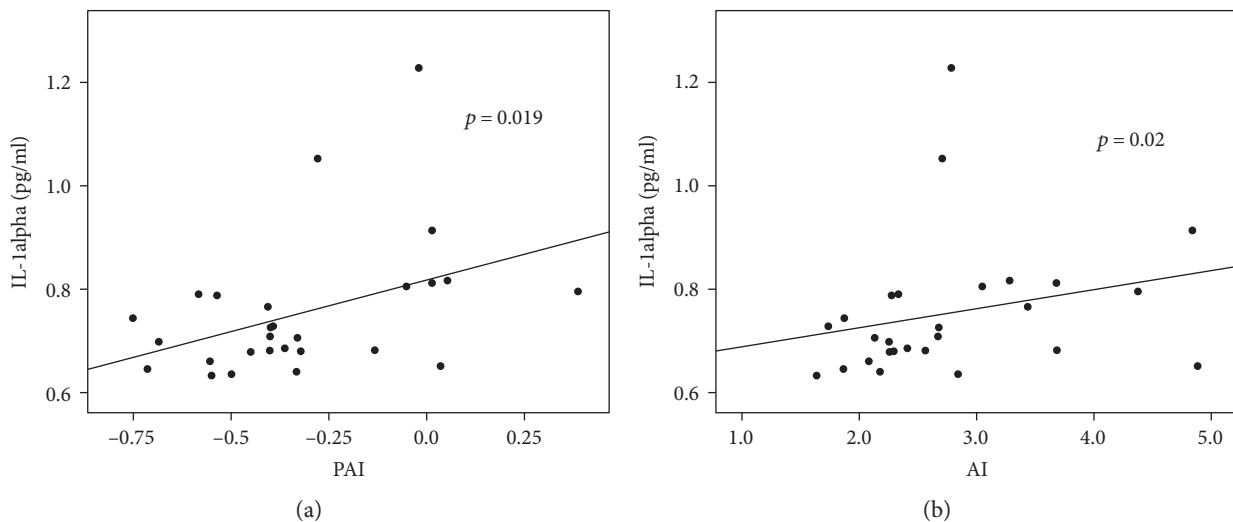 1.2
1.0
0.8
0.6
IL-1alpha (pg/ml)
p = 0.019
−0.75
−0.5
−0.25
0.0
0.25
PAI
(a)
1.2
1.0
0.8
0.6
IL-1alpha (pg/ml)
p = 0.02
1.0
2.0
3.0
4.0
5.0
AI
(b)